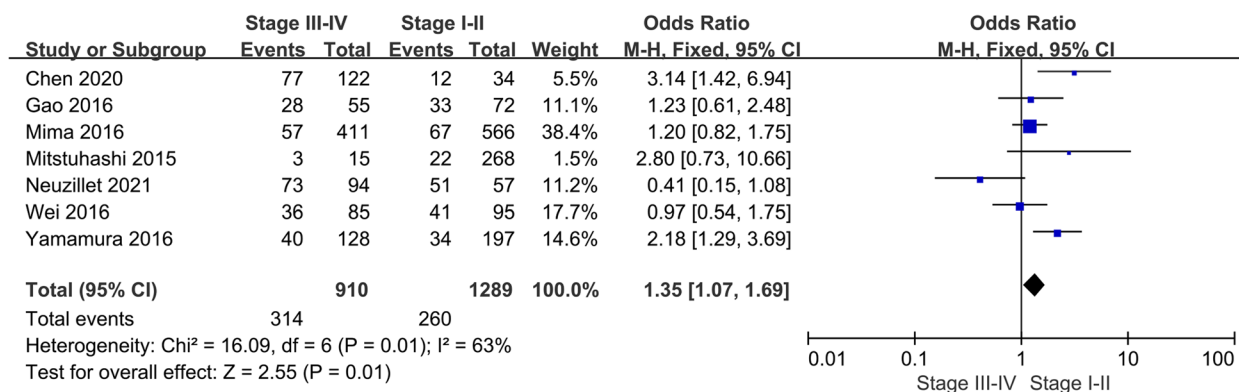 Stage III-IV Stage I-II Odds Ratio Odds Ratio
Study or Subgroup Events Total Events Total Weight M-H, Fixed, 95% CI M-H, Fixed, 95% CI
Chen 2020 77 122 12 34 5.5% 3.14 [1.42, 6.94]
Gao 2016 28 55 33 72 11.1% 1.23 [0.61, 2.48]
Mima 2016 57 411 67 566 38.4% 1.20 [0.82, 1.75]
Mitstuhashi 2015 3 15 22 268 1.5% 2.80 [0.73, 10.66]
Neuzillet 2021 73 94 51 57 11.2% 0.41 [0.15, 1.08]
Wei 2016 36 85 41 95 17.7% 0.97 [0.54, 1.75]
Yamamura 2016 40 128 34 197 14.6% 2.18 [1.29, 3.69]
Total (95% CI) 910 1289 100.0% 1.35 [1.07, 1.69]
Total events 314 260
Heterogeneity: Chi² = 16.09, df = 6 (P = 0.01); I² = 63%
Test for overall effect: Z = 2.55 (P = 0.01)
0.01 0.1 1 10 100
Stage III-IV Stage I-II